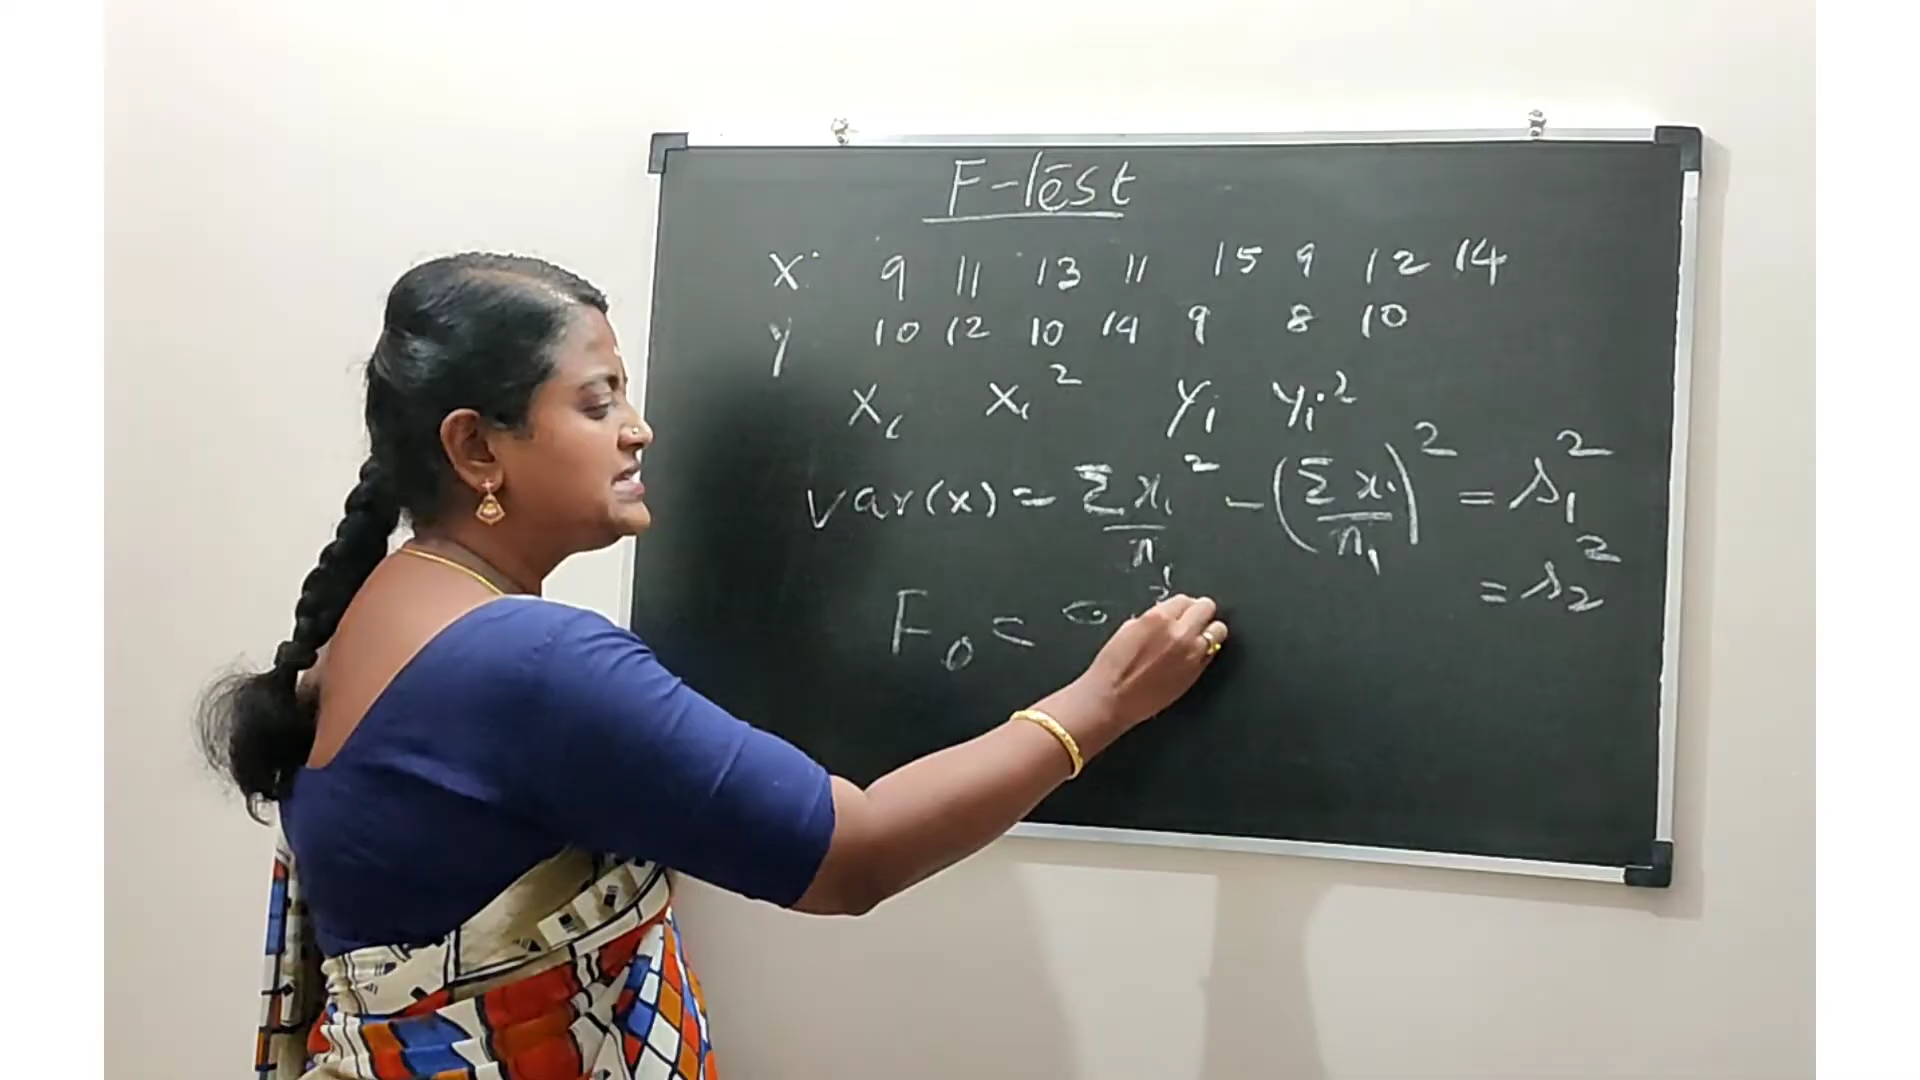 F-Test
X: 9 11 13 11 15 9 12 14
y 10 12 10 14 9 8 10
Xi Xi² yi yi²
var(x) = Σxi²/n1 - (Σxi/n1)² = s1²
= s2²
F0 =